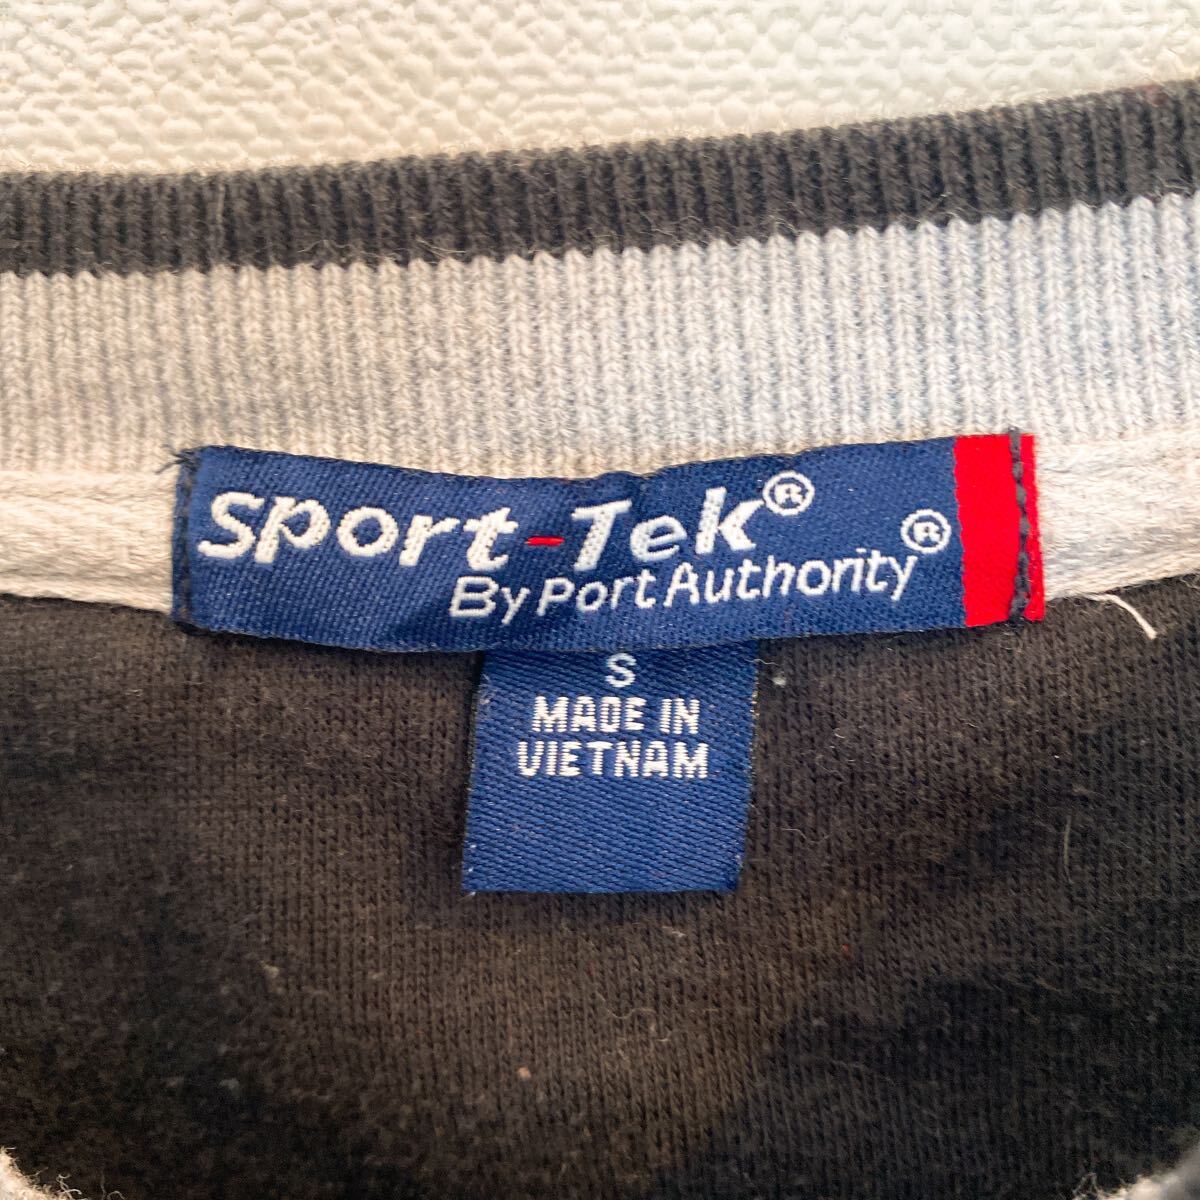 Sport-Tek®
By Port Authority®
S
MADE IN
VIETNAM